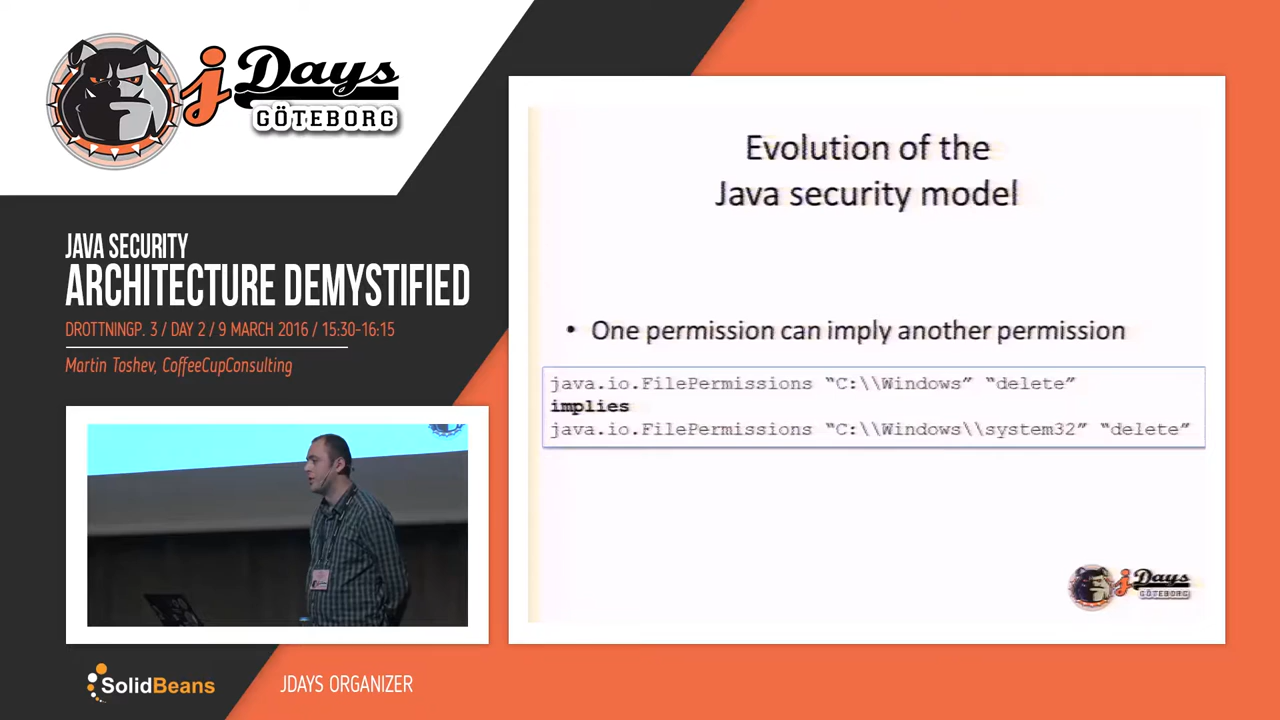 jDays
GÖTEBORG
JAVA SECURITY
ARCHITECTURE DEMYSTIFIED
DROTTNINGP. 3 / DAY 2 / 9 MARCH 2016 / 15:30-16:15
Martin Toshev, CoffeeCupConsulting
Evolution of the
Java security model
• One permission can imply another permission
java.io.FilePermissions “C:\\Windows” “delete”
implies
java.io.FilePermissions “C:\\Windows\\system32” “delete”
jDays
GÖTEBORG
SolidBeans
JDAYS ORGANIZER